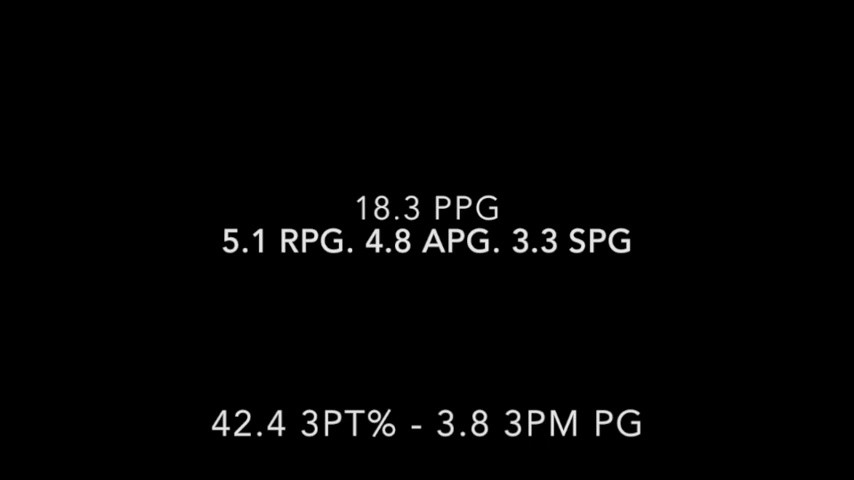 18.3 PPG
5.1 RPG. 4.8 APG. 3.3 SPG
42.4 3PT% - 3.8 3PM PG